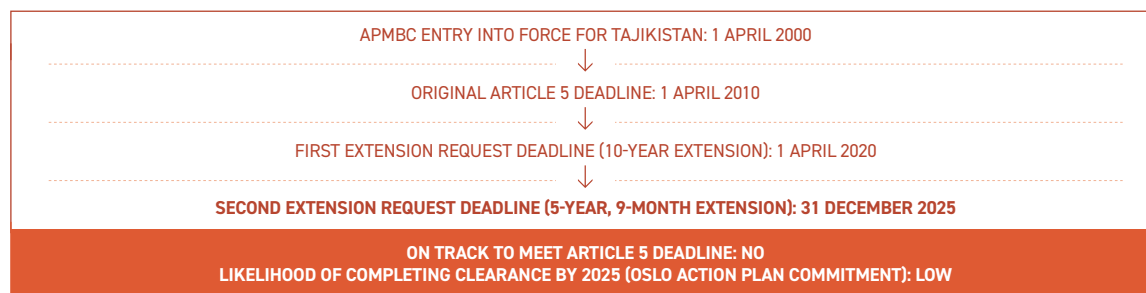 APMBC ENTRY INTO FORCE FOR TAJIKISTAN: 1 APRIL 2000
ORIGINAL ARTICLE 5 DEADLINE: 1 APRIL 2010
FIRST EXTENSION REQUEST DEADLINE (10-YEAR EXTENSION): 1 APRIL 2020
SECOND EXTENSION REQUEST DEADLINE (5-YEAR, 9-MONTH EXTENSION): 31 DECEMBER 2025
ON TRACK TO MEET ARTICLE 5 DEADLINE: NO
LIKELIHOOD OF COMPLETING CLEARANCE BY 2025 (OSLO ACTION PLAN COMMITMENT): LOW